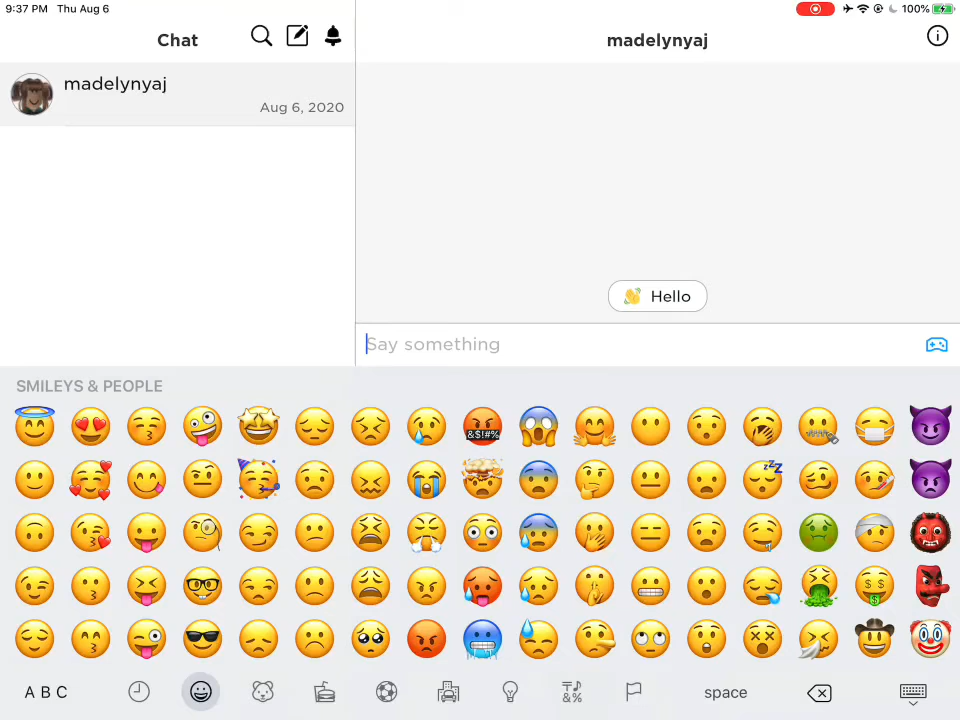 9:37 PM Thu Aug 6
100%
Chat
madelynyaj
madelynyaj
Aug 6, 2020
Hello
Say something
SMILEYS & PEOPLE
&$!#%
zzz
ABC
&%
space